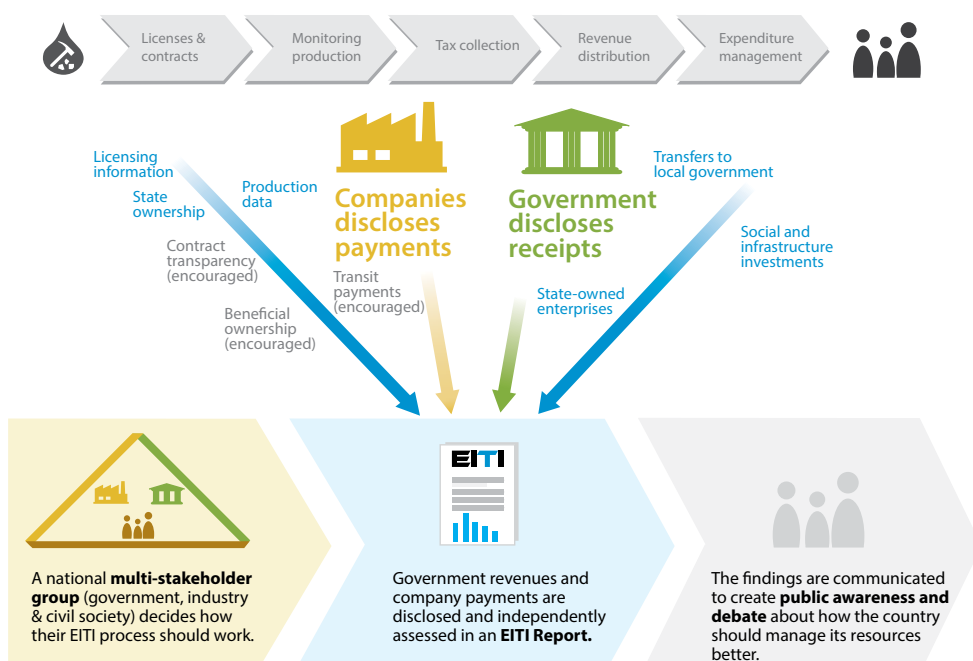 Licenses &
contracts
Monitoring
production
Tax collection
Revenue
distribution
Expenditure
management
Licensing
information
State
ownership
Production
data
Contract
transparency
(encouraged)
Beneficial
ownership
(encouraged)
Companies
discloses
payments
Transit
payments
(encouraged)
Government
discloses
receipts
State-owned
enterprises
Transfers to
local government
Social and
infrastructure
investments
A national multi-stakeholder
group (government, industry
& civil society) decides how
their EITI process should work.
EITI
Government revenues and
company payments are
disclosed and independently
assessed in an EITI Report.
The findings are communicated
to create public awareness and
debate about how the country
should manage its resources
better.